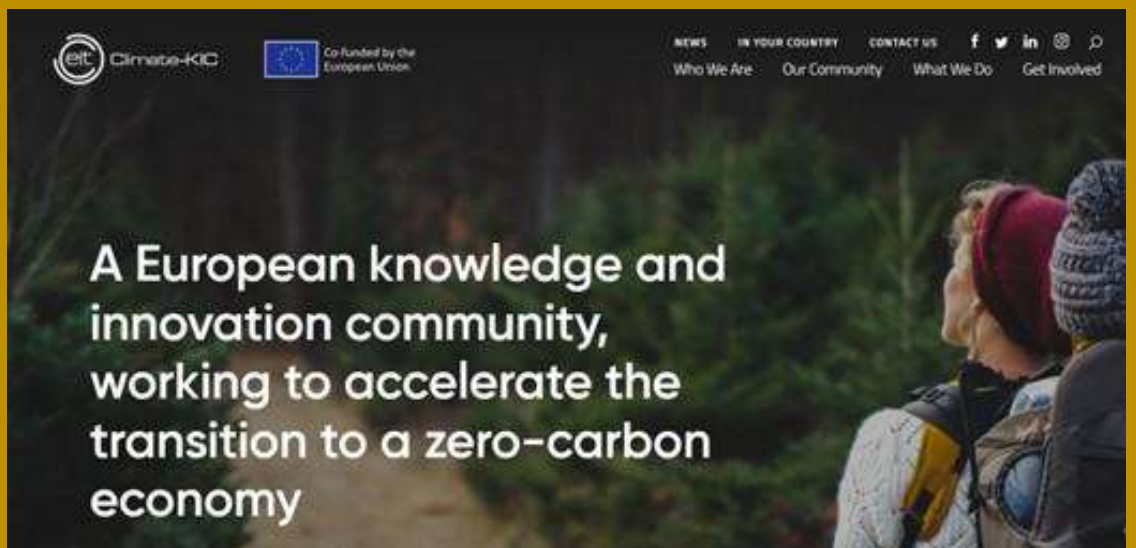 eit Climate-KIC
Co-funded by the
European Union
NEWS IN YOUR COUNTRY CONTACT US
Who We Are Our Community What We Do Get Involved
A European knowledge and
innovation community,
working to accelerate the
transition to a zero-carbon
economy